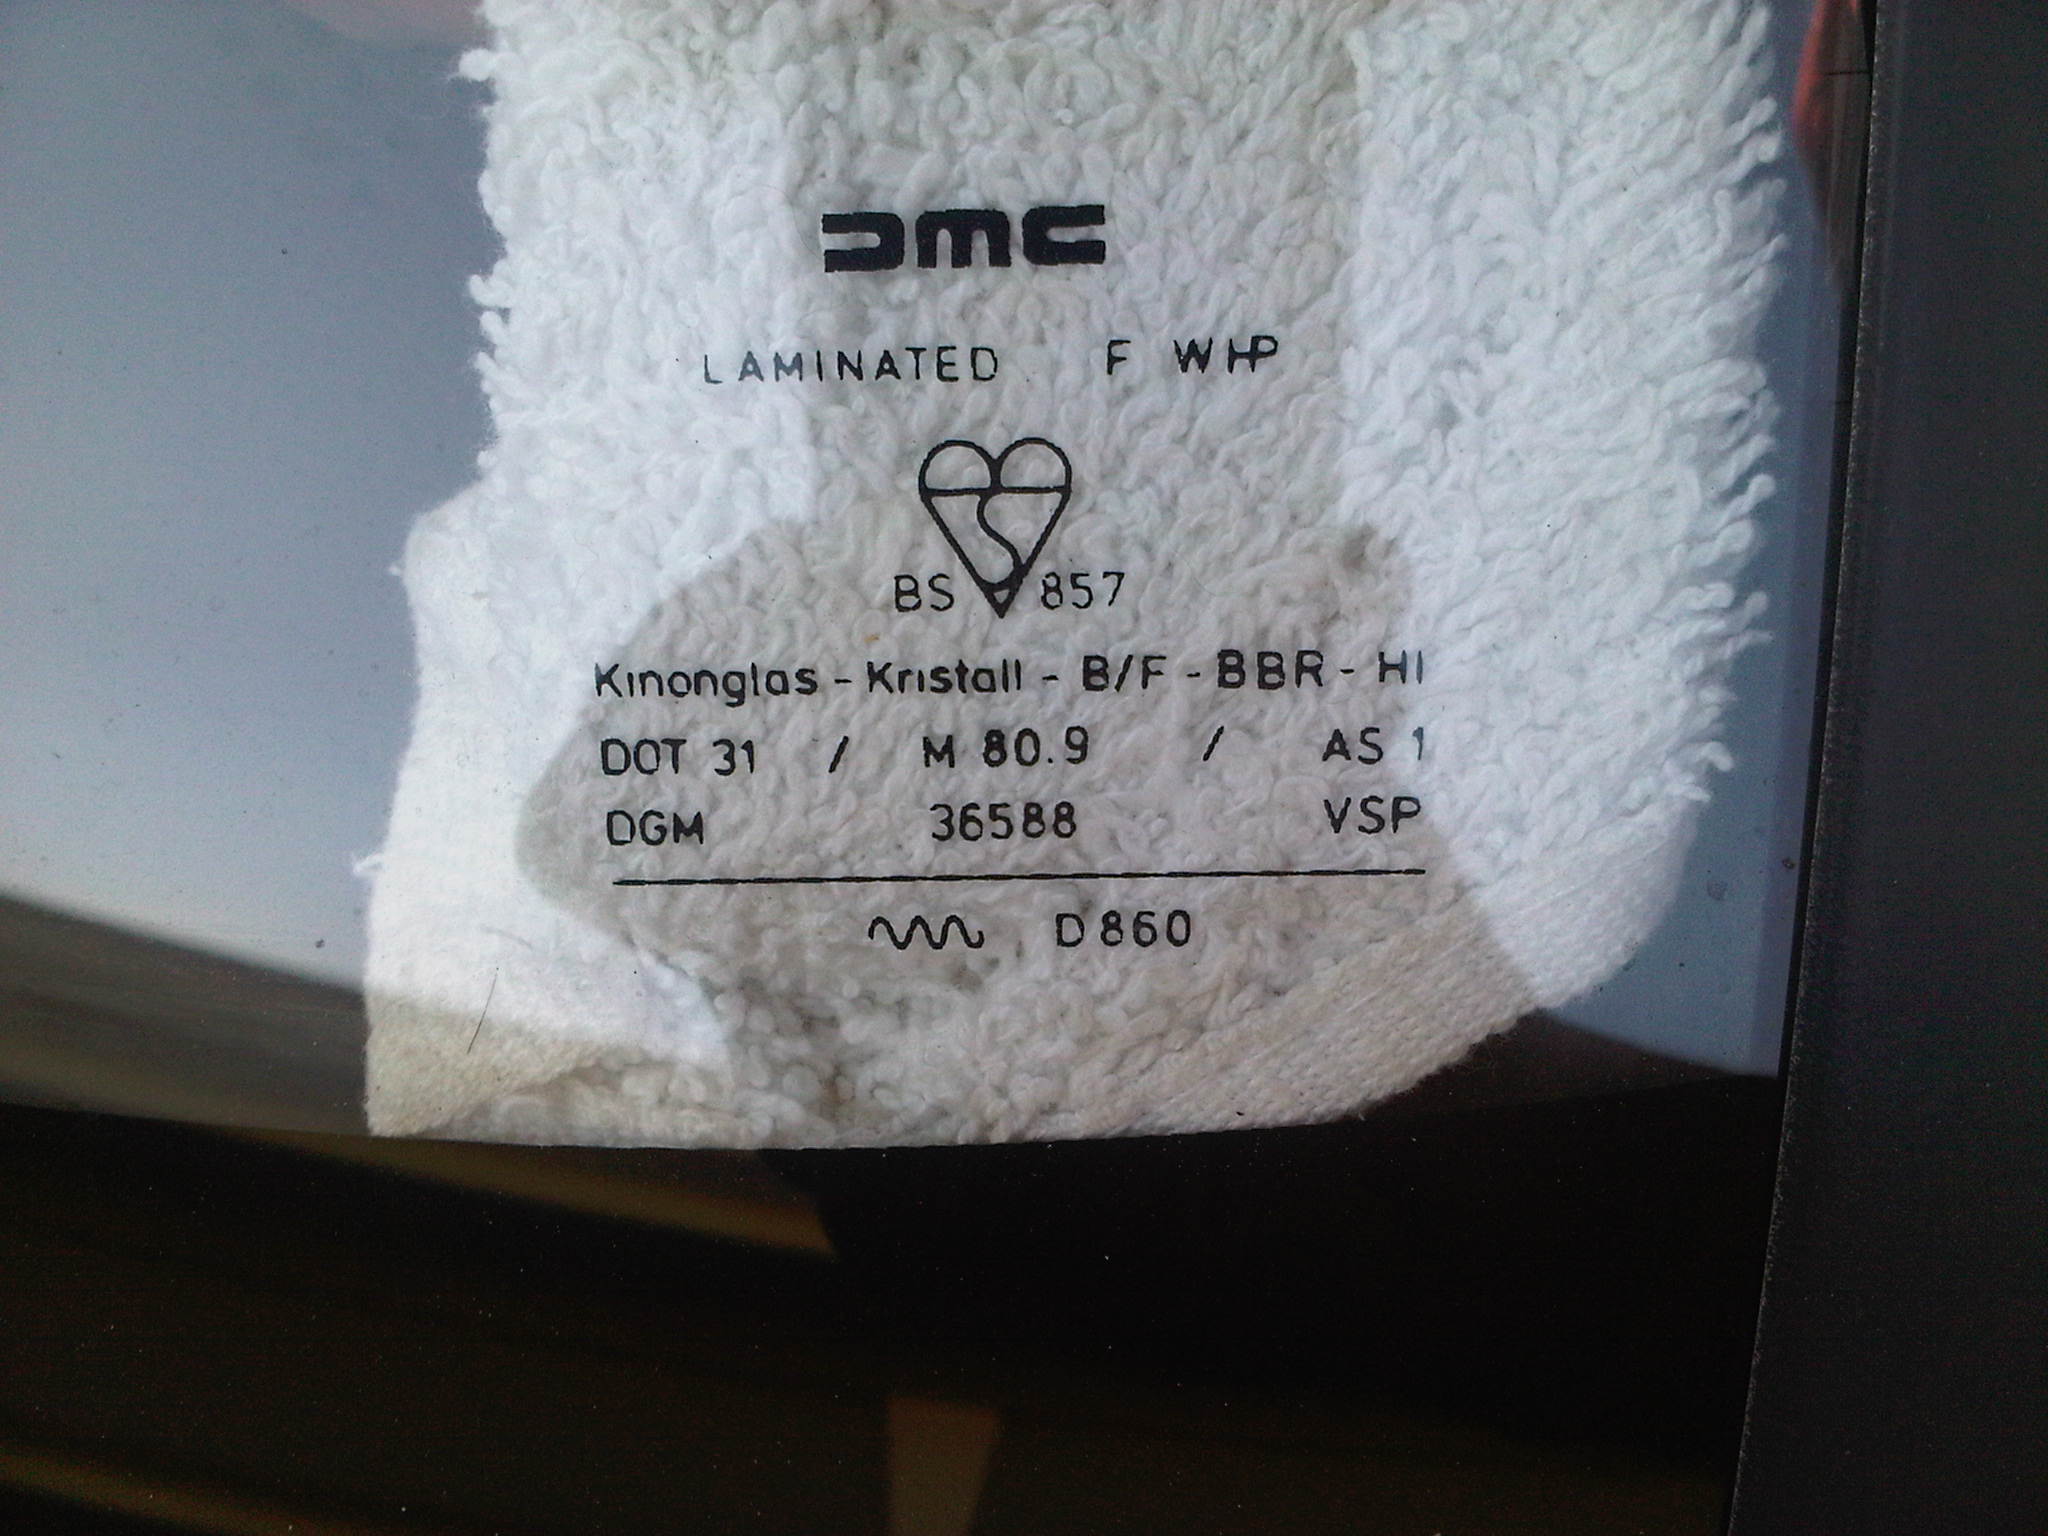 DMC
LAMINATED F WHP
BS 857
Kinonglas - Kristall - B/F - BBR - HI
DOT 31 / M 80.9 / AS 1
DGM 36588 VSP
D860